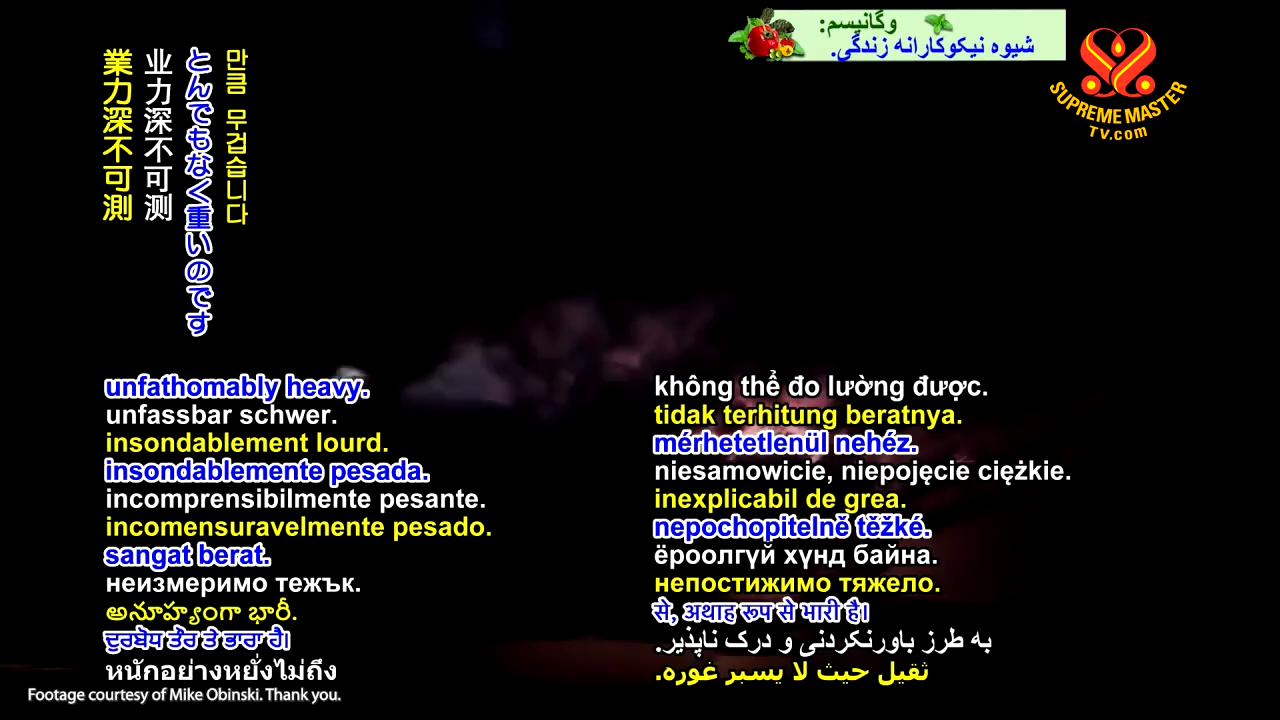 وگانیسم:
شیوه نیکوکارانه زندگی.
SUPREME MASTER
TV.com
만큼 무겁습니다
とんでもなく重いのです
业力深不可测
業力深不可測
unfathomably heavy.
unfassbar schwer.
insondablement lourd.
insondablemente pesada.
incomprensibilmente pesante.
incomensuravelmente pesado.
sangat berat.
неизмеримо тежък.
అనూహ్యంగా భారీ.
ਦੁਰਬੋਧ ਤੌਰ ਤੇ ਭਾਰਾ ਹੈ।
หนักอย่างหยั่งไม่ถึง
không thể đo lường được.
tidak terhitung beratnya.
mérhetetlenül nehéz.
niesamowicie, niepojęcie ciężkie.
inexplicabil de grea.
nepochopitelně těžké.
ёроолгүй хүнд байна.
непостижимо тяжело.
से, अथाह रूप से भारी है।
به طرز باورنکردنی و درک ناپذیر.
ثقيل حيث لا يسبر غوره.
Footage courtesy of Mike Obinski. Thank you.